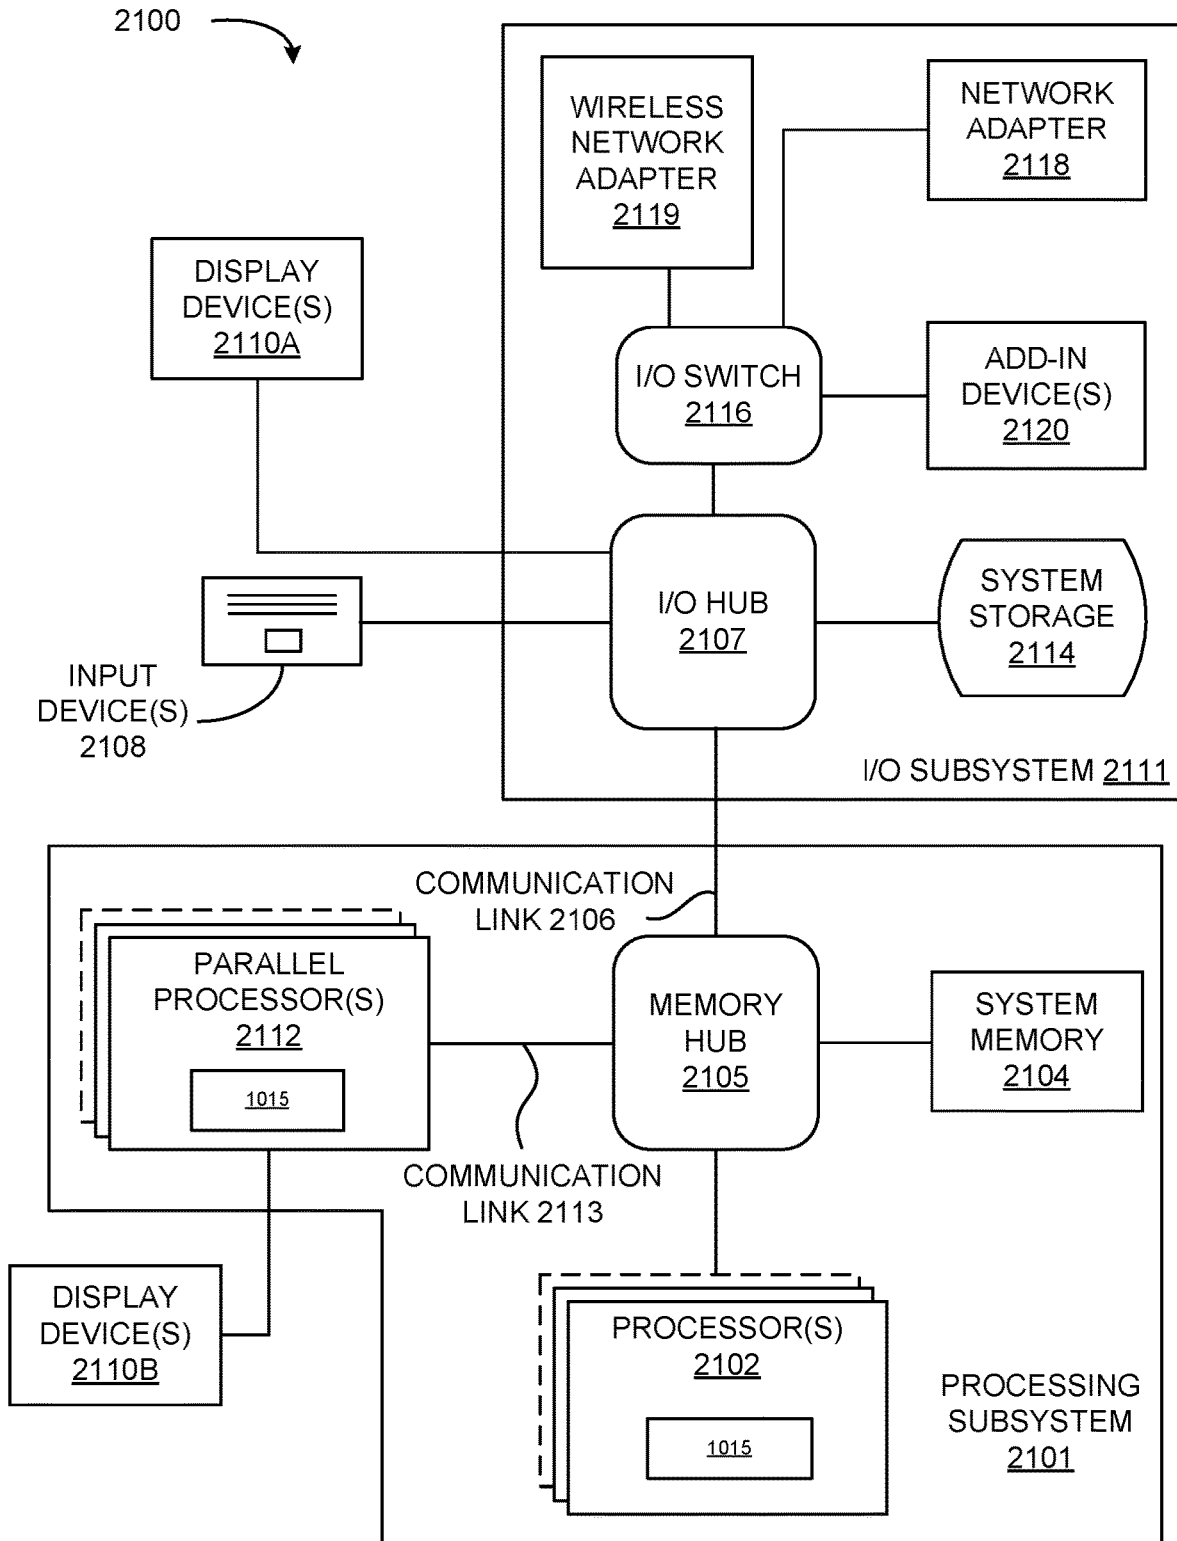 2100
WIRELESS
NETWORK
ADAPTER
2119
NETWORK
ADAPTER
2118
DISPLAY
DEVICE(S)
2110A
I/O SWITCH
2116
ADD-IN
DEVICE(S)
2120
I/O HUB
2107
SYSTEM
STORAGE
2114
INPUT
DEVICE(S)
2108
I/O SUBSYSTEM 2111
COMMUNICATION
LINK 2106
PARALLEL
PROCESSOR(S)
2112
1015
MEMORY
HUB
2105
SYSTEM
MEMORY
2104
COMMUNICATION
LINK 2113
DISPLAY
DEVICE(S)
2110B
PROCESSOR(S)
2102
1015
PROCESSING
SUBSYSTEM
2101